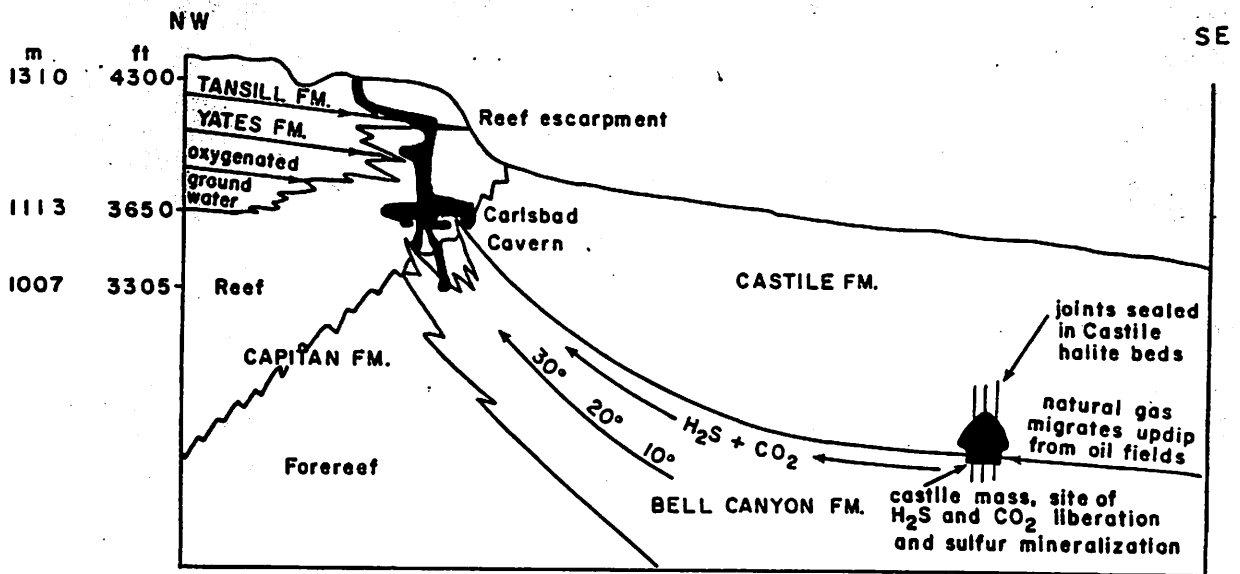 NW
SE
m ft
1310 4300
TANSILL FM.
YATES FM.
Reef escarpment
oxygenated
ground
water
1113 3650
Carlsbad
Cavern
1007 3305
Reef
CASTILE FM.
joints sealed
in Castile
halite beds
CAPITAN FM.
30°
20°
10°
H₂S + CO₂
natural gas
migrates updip
from oil fields
Forereef
BELL CANYON FM.
castile mass, site of
H₂S and CO₂ liberation
and sulfur mineralization